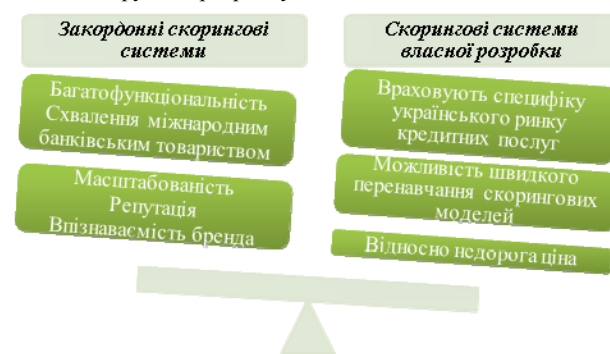 Закордонні скорингові
системи
Багатофункціональність
Схвалення міжнародним
банківським товариством
Масштабованість
Репутація
Впізнаваємість бренда
Скорингові системи
власної розробки
Враховують специфіку
українського ринку
кредитних послуг
Можливість швидкого
перенавчання скорингових
моделей
Відносно недорога ціна